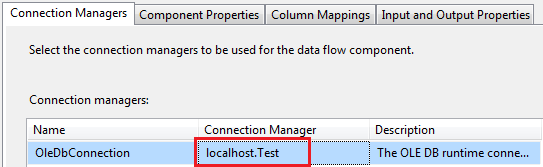 Connection Managers Component Properties Column Mappings Input and Output Properties
Select the connection managers to be used for the data flow component.
Connection managers:
Name Connection Manager Description
OleDbConnection localhost.Test The OLE DB runtime conne...